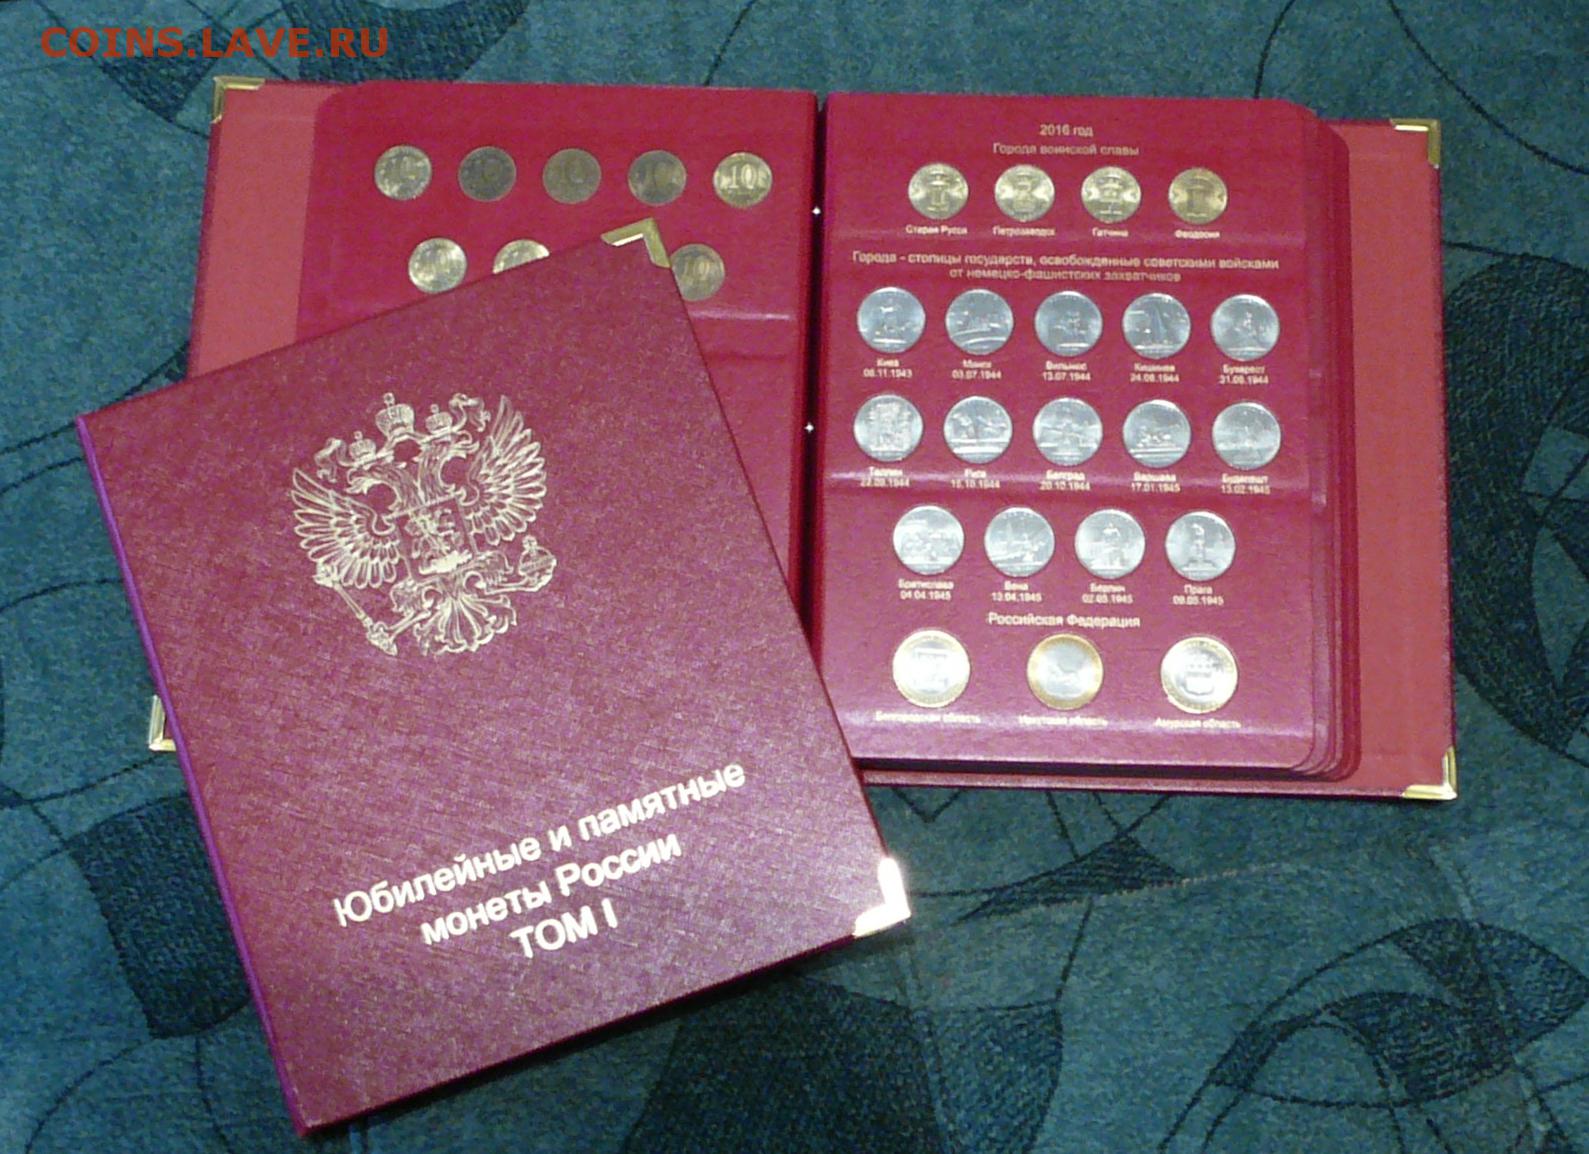 COINS.LAVE.RU
2016 год
Города воинской славы
Старая Русса Петрозаводск Гатчина Феодосия
Города - столицы государств, освобожденные советскими войсками
от немецко-фашистских захватчиков
Киев Минск Вильнюс Кишинев Бухарест
06.11.1943 03.07.1944 13.07.1944 24.08.1944 31.08.1944
Таллин Рига Белград Варшава Будапешт
22.09.1944 15.10.1944 20.10.1944 17.01.1945 13.02.1945
Братислава Вена Берлин Прага
04.04.1945 13.04.1945 02.05.1945 09.05.1945
Российская Федерация
Белгородская область Иркутская область Амурская область
10
10
10
Юбилейные и памятные
монеты России
ТОМ I